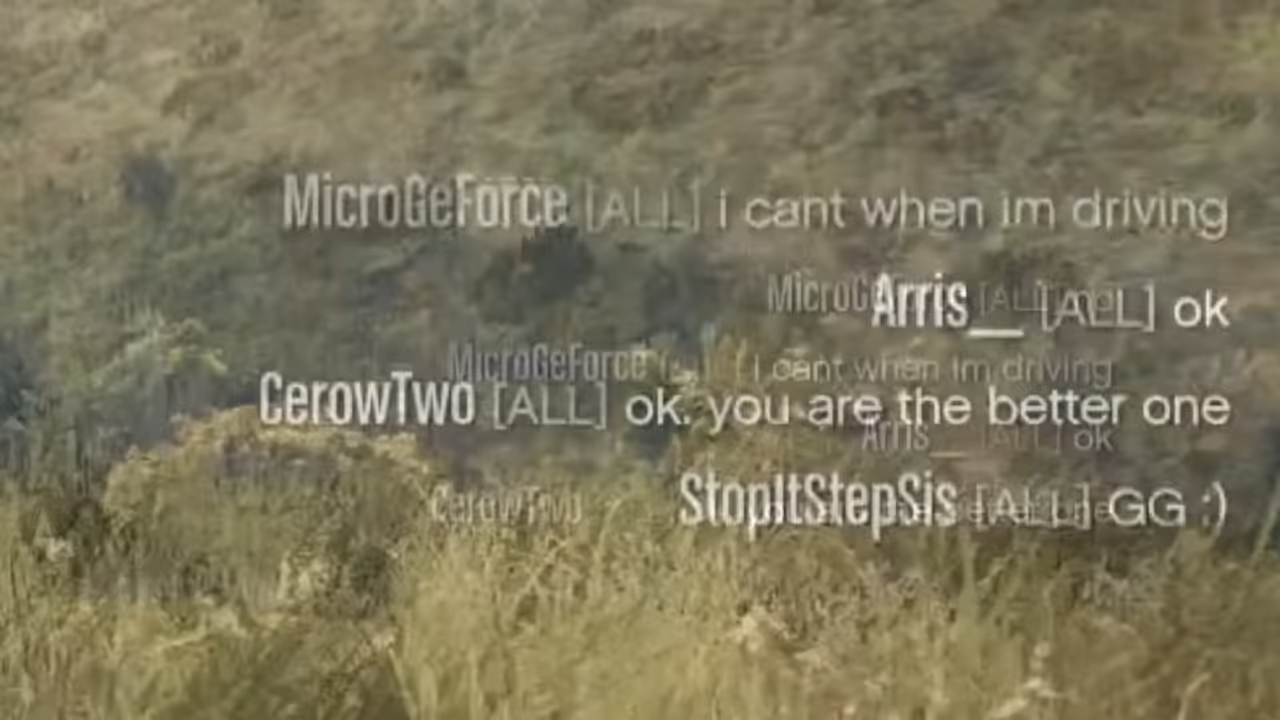 MicroGeForce [ALL] i cant when im driving
Arris__ [ALL] ok
MicroGeForce i cant when im driving
CerowTwo [ALL] ok. you are the better one
Arris__ [ALL] ok
CerowTwo
StopItStepSis [ALL] GG :)